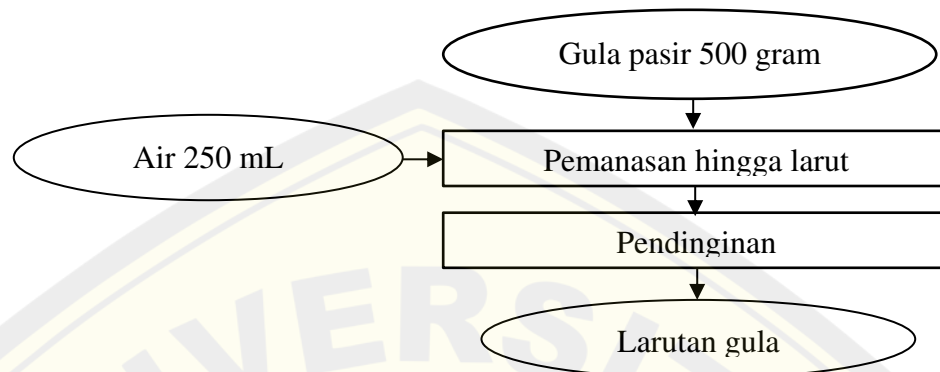 Gula pasir 500 gram
Air 250 mL
Pemanasan hingga larut
Pendinginan
Larutan gula